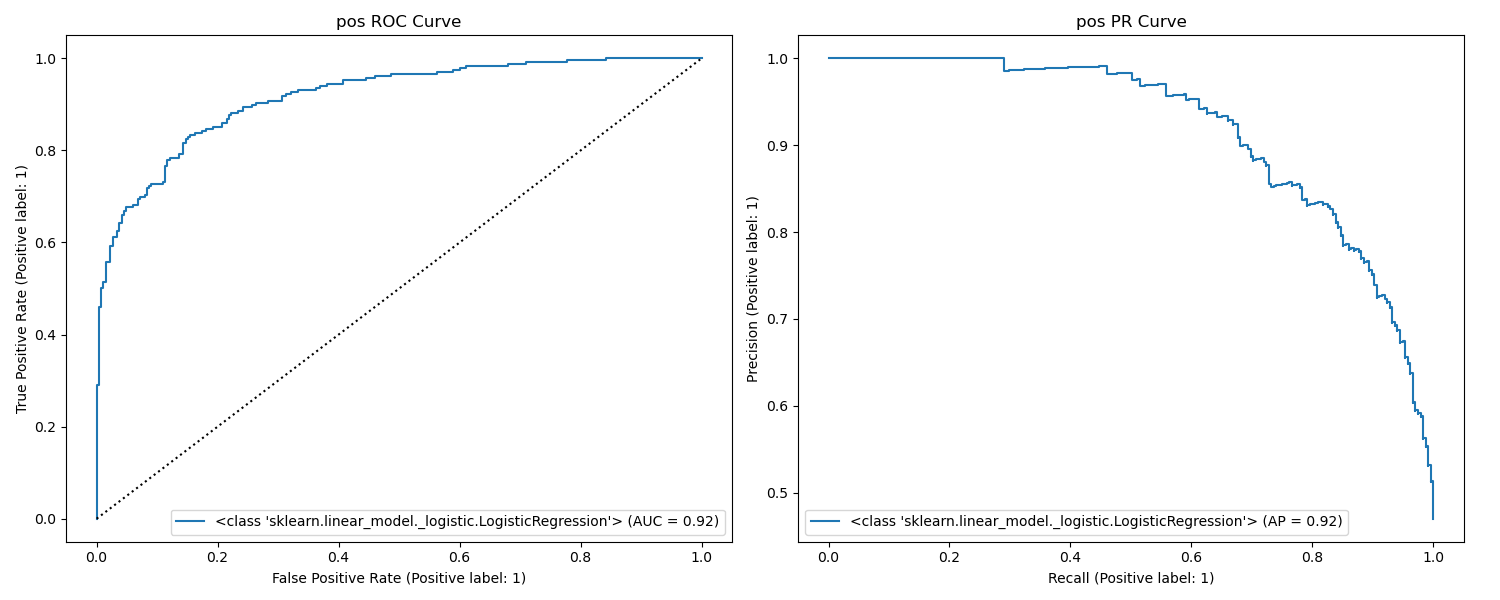 pos ROC Curve
1.0
0.8
0.6
0.4
0.2
0.0
True Positive Rate (Positive label: 1)
<class 'sklearn.linear_model._logistic.LogisticRegression'> (AUC = 0.92)
0.0 0.2 0.4 0.6 0.8 1.0
False Positive Rate (Positive label: 1)
pos PR Curve
1.0
0.9
0.8
0.7
0.6
0.5
Precision (Positive label: 1)
<class 'sklearn.linear_model._logistic.LogisticRegression'> (AP = 0.92)
0.0 0.2 0.4 0.6 0.8 1.0
Recall (Positive label: 1)